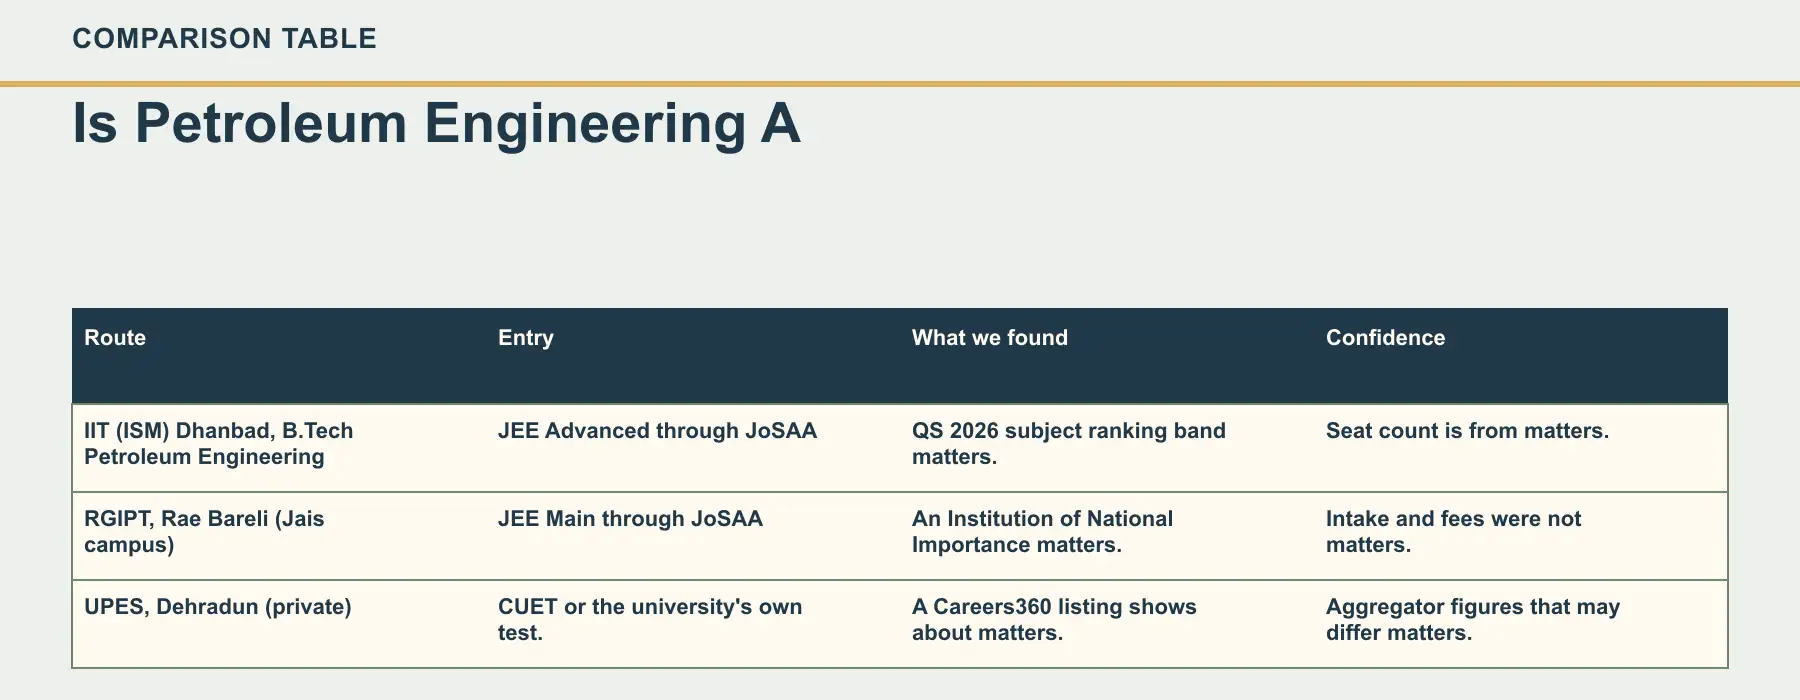 COMPARISON TABLE
Is Petroleum Engineering A
Route Entry What we found Confidence
IIT (ISM) Dhanbad, B.Tech
Petroleum Engineering
JEE Advanced through JoSAA
QS 2026 subject ranking band
matters.
Seat count is from matters.
RGIPT, Rae Bareli (Jais
campus)
JEE Main through JoSAA
An Institution of National
Importance matters.
Intake and fees were not
matters.
UPES, Dehradun (private)
CUET or the university's own
test.
A Careers360 listing shows
about matters.
Aggregator figures that may
differ matters.